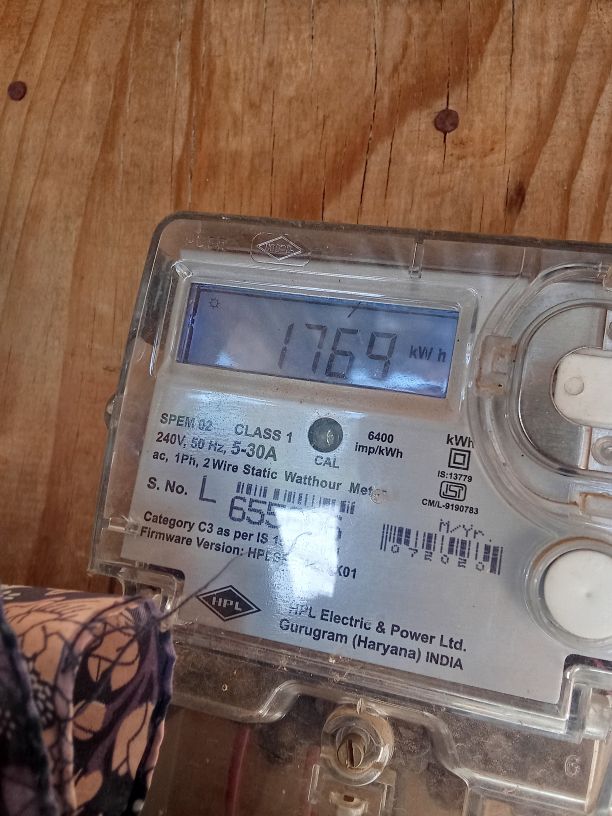 1769 kWh
SPEM 02 CLASS 1
240V, 50 Hz, 5-30A
CAL
6400
imp/kWh
kWh
ac, 1Ph, 2 Wire Static Watthour
IS:13779
CM/L-9190783
S. No. L
M/Yr.
Category C3 as per IS
Firmware Version:
HPL
HPL Electric & Power Ltd.
Gurugram (Haryana) INDIA